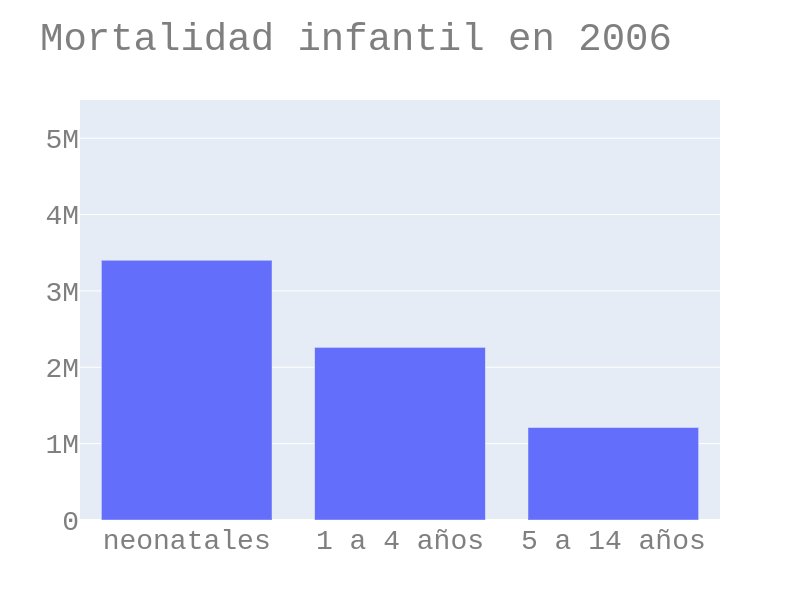 Mortalidad infantil en 2006
5M
4M
3M
2M
1M
0
neonatales
1 a 4 años
5 a 14 años